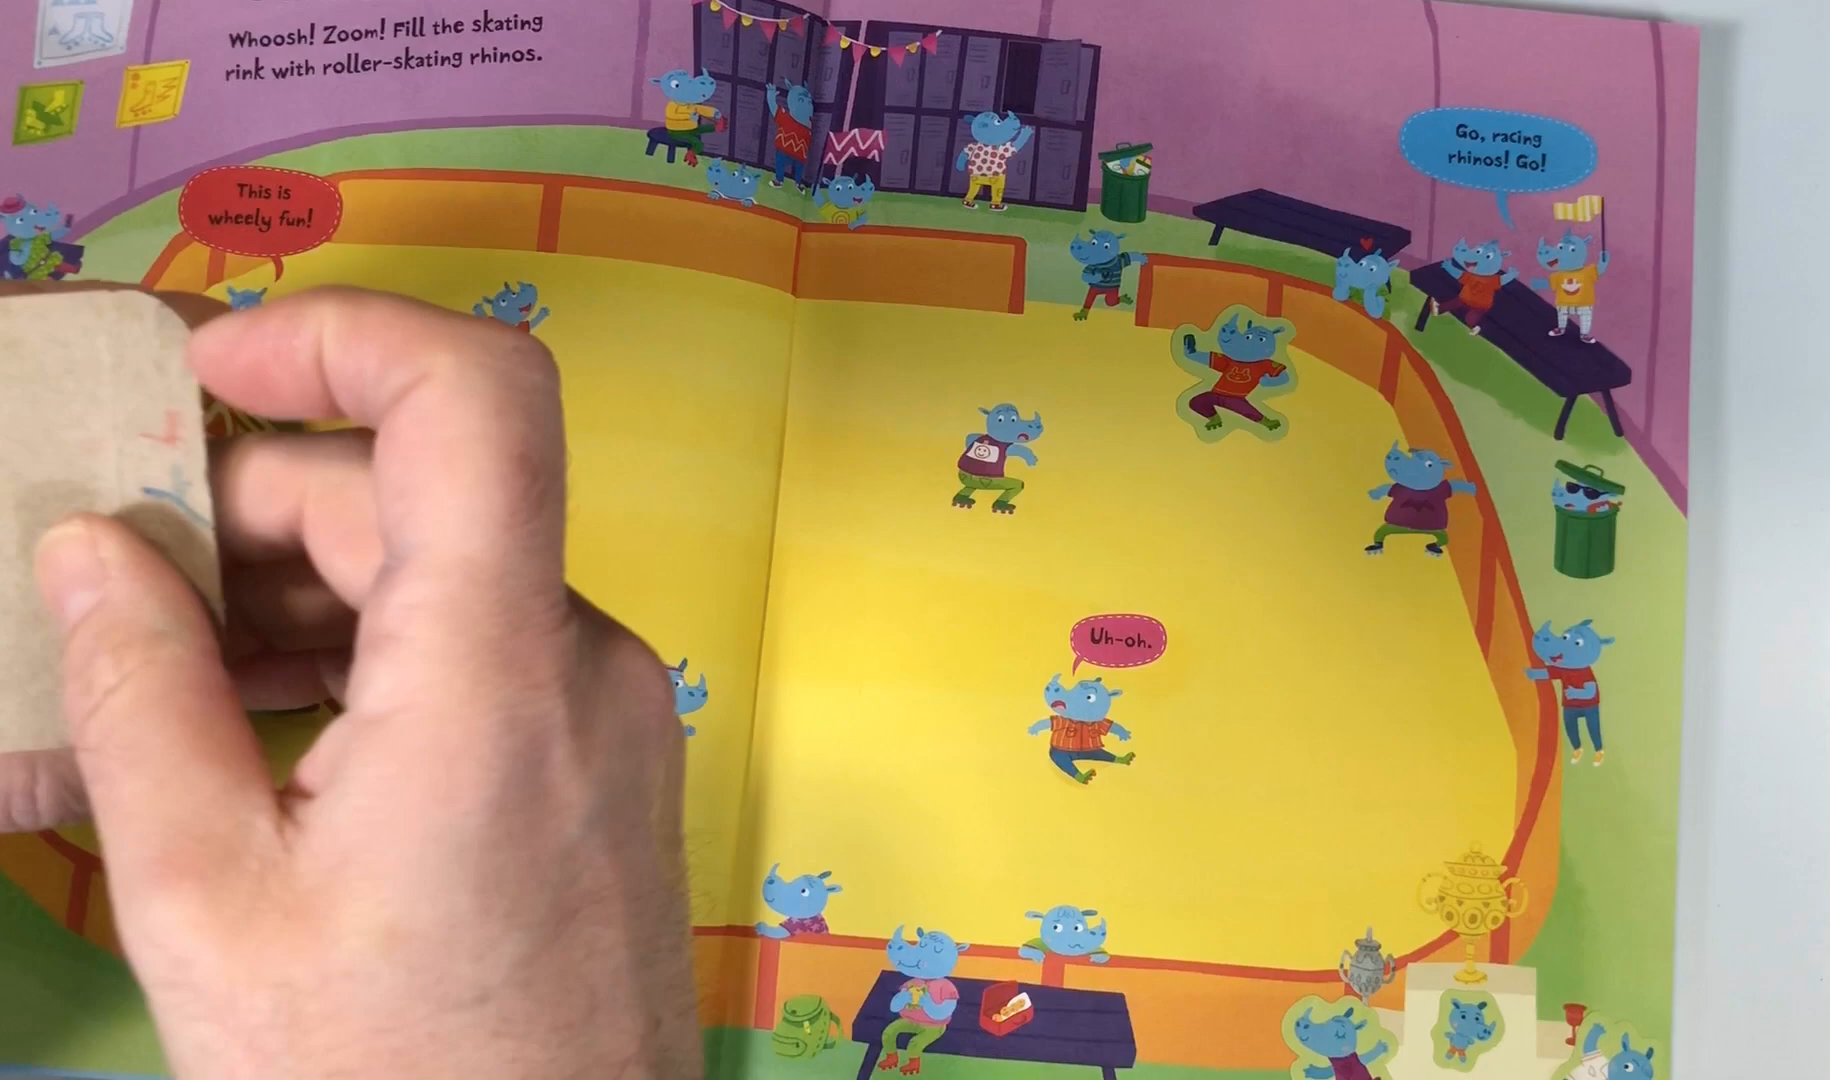 Whoosh! Zoom! Fill the skating
rink with roller-skating rhinos.
This is
wheely fun!
Go, racing
rhinos! Go!
Uh-oh.